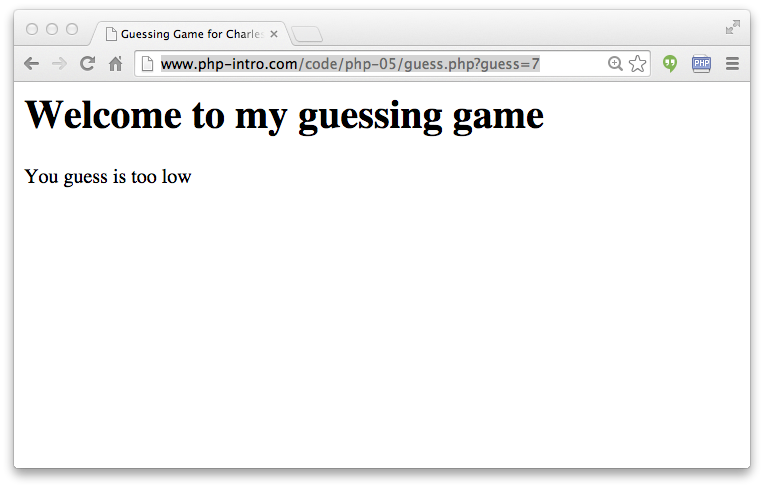 Guessing Game for Charles
www.php-intro.com/code/php-05/guess.php?guess=7
PHP
Welcome to my guessing game
You guess is too low